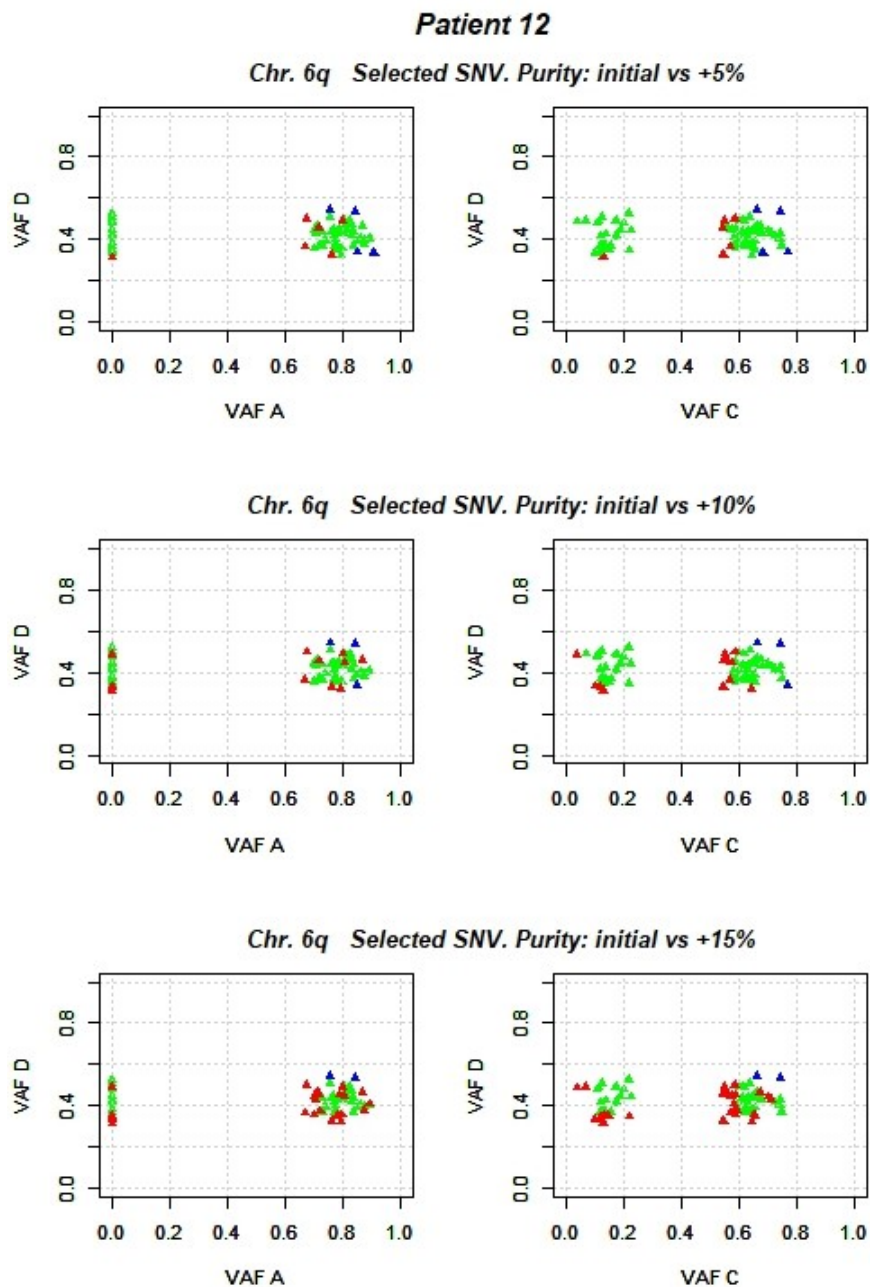 Patient 12
Chr. 6q Selected SNV. Purity: initial vs +5%
VAF D
0.0 0.4 0.8
0.0 0.2 0.4 0.6 0.8 1.0
VAF A
VAF D
0.0 0.4 0.8
0.0 0.2 0.4 0.6 0.8 1.0
VAF C
Chr. 6q Selected SNV. Purity: initial vs +10%
VAF D
0.0 0.4 0.8
0.0 0.2 0.4 0.6 0.8 1.0
VAF A
VAF D
0.0 0.4 0.8
0.0 0.2 0.4 0.6 0.8 1.0
VAF C
Chr. 6q Selected SNV. Purity: initial vs +15%
VAF D
0.0 0.4 0.8
0.0 0.2 0.4 0.6 0.8 1.0
VAF A
VAF D
0.0 0.4 0.8
0.0 0.2 0.4 0.6 0.8 1.0
VAF C